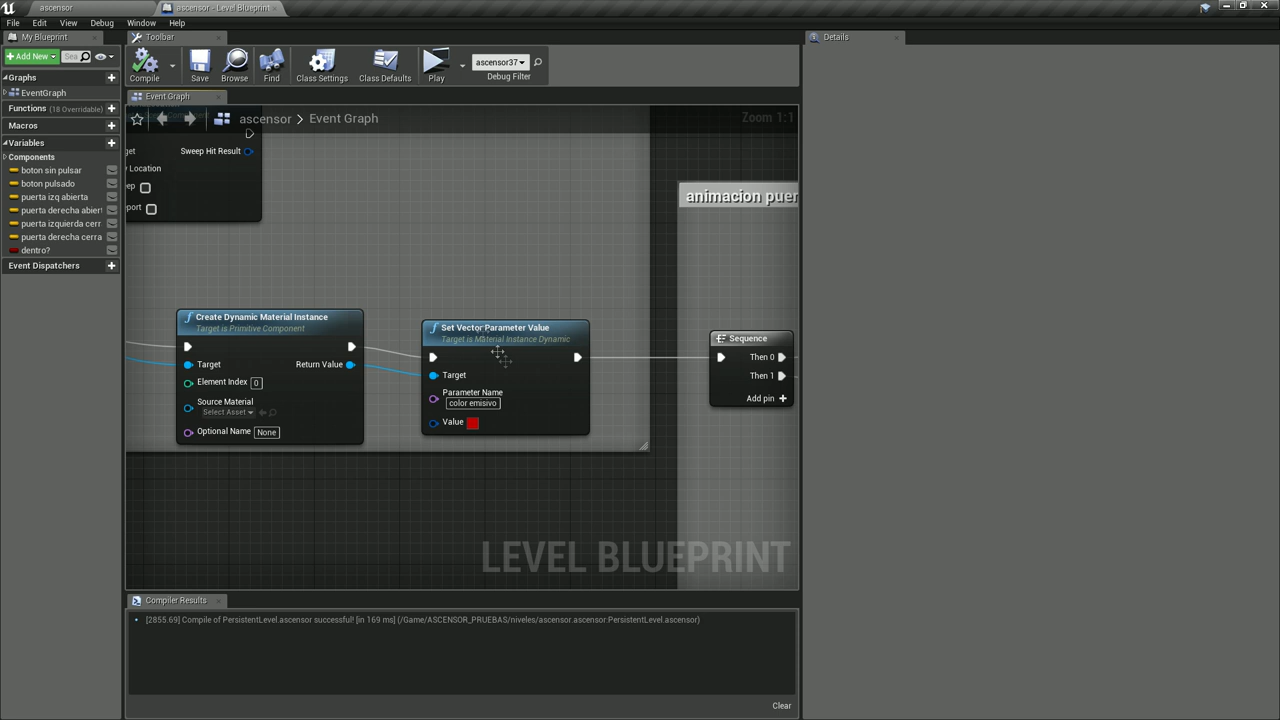 ascensor
ascensor - Level Blueprint
File Edit View Debug Window Help
My Blueprint
Toolbar
Details
Add New
Sea
Compile
Save
Browse
Find
Class Settings
Class Defaults
Play
ascensor37
Debug Filter
Graphs
EventGraph
Functions (18 Overridable)
Macros
Variables
Components
boton sin pulsar
boton pulsado
puerta izq abierta
puerta derecha abiert
puerta izquierda cerr
puerta derecha cerra
dentro?
Event Dispatchers
Event Graph
ascensor > Event Graph
Zoom 1:1
get
Sweep Hit Result
Location
ep
port
animacion puer
Create Dynamic Material Instance
Target is Primitive Component
Target
Return Value
Element Index 0
Source Material
Select Asset
Optional Name None
Set Vector Parameter Value
Target is Material Instance Dynamic
Target
Parameter Name
color emisivo
Value
Sequence
Then 0
Then 1
Add pin
LEVEL BLUEPRINT
Compiler Results
[2855.69] Compile of PersistentLevel.ascensor successful! [in 169 ms] (/Game/ASCENSOR_PRUEBAS/niveles/ascensor.ascensor:PersistentLevel.ascensor)
Clear